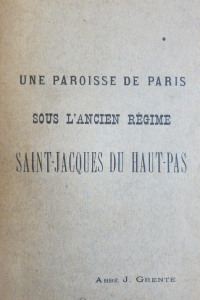 UNE PAROISSE DE PARIS
SOUS L'ANCIEN RÉGIME
SAINT-JACQUES DU HAUT-PAS
ABBÉ J. GRENTE